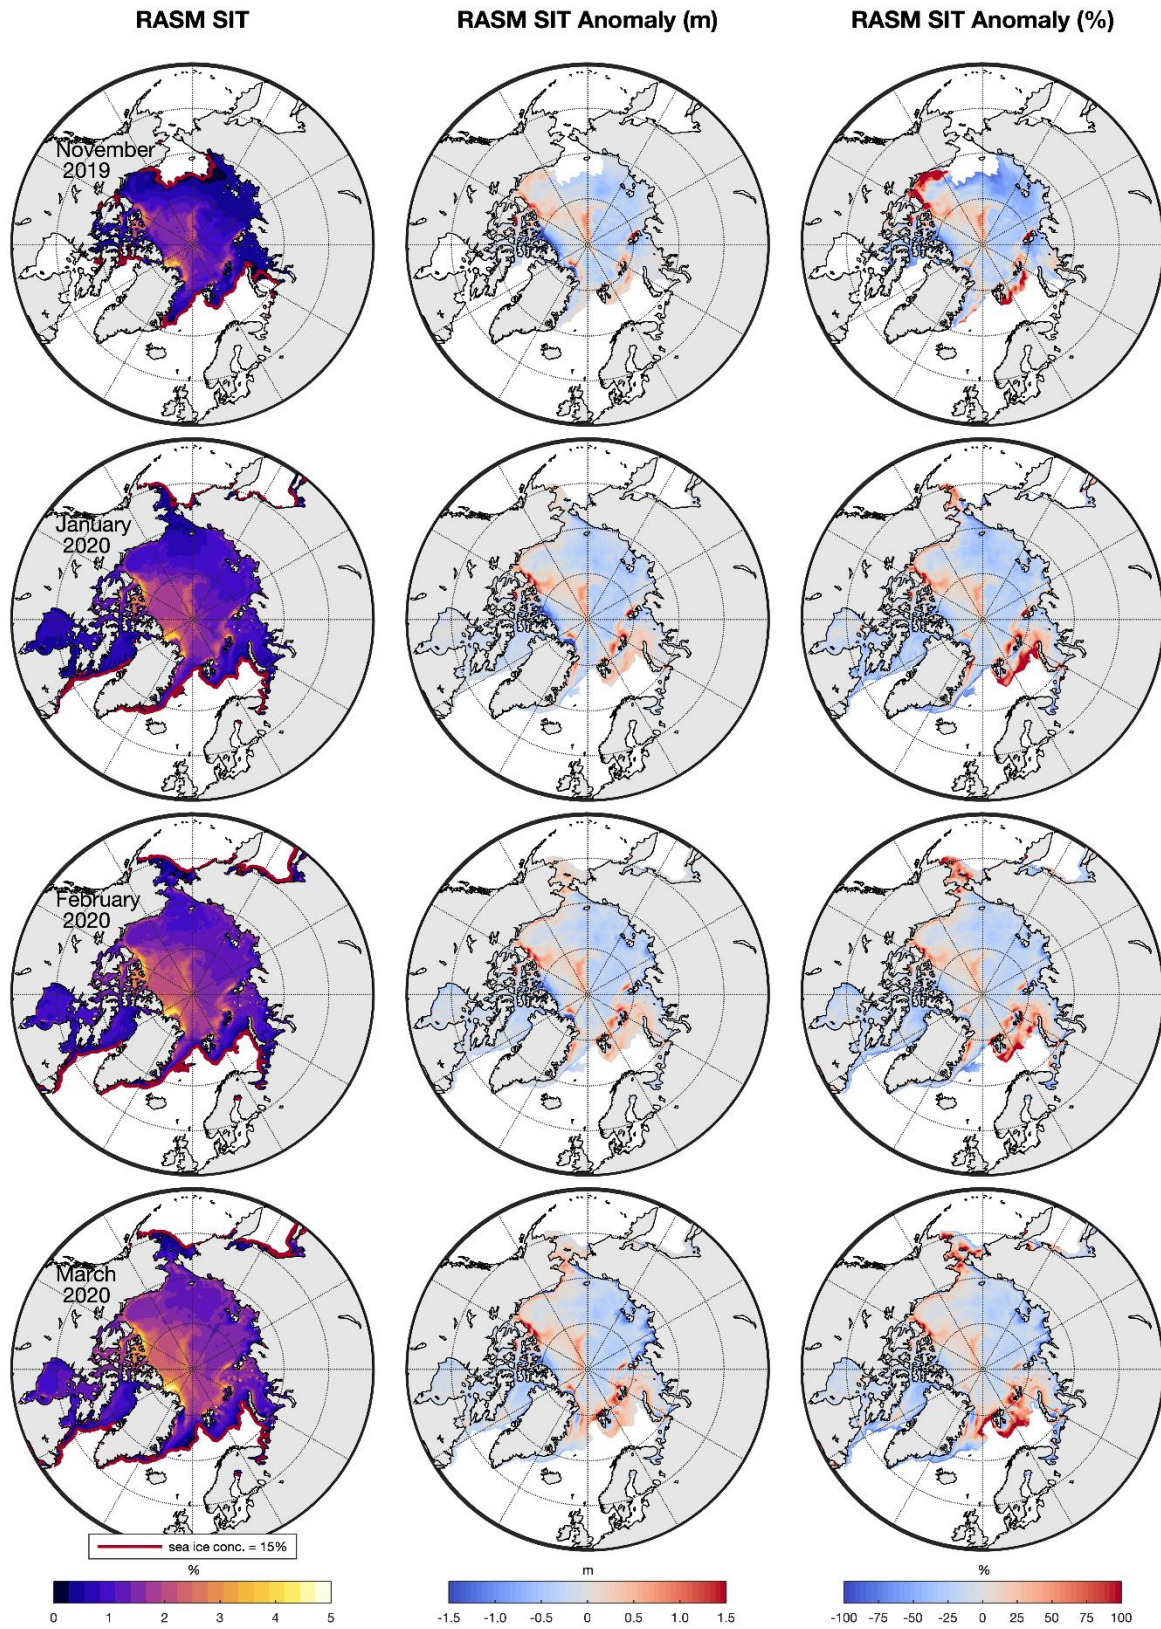 RASM SIT
RASM SIT Anomaly (m)
RASM SIT Anomaly (%)
November
2019
January
2020
February
2020
March
2020
sea ice conc. = 15%
%
0 1 2 3 4 5
m
-1.5 -1.0 -0.5 0 0.5 1.0 1.5
%
-100 -75 -50 -25 0 25 50 75 100